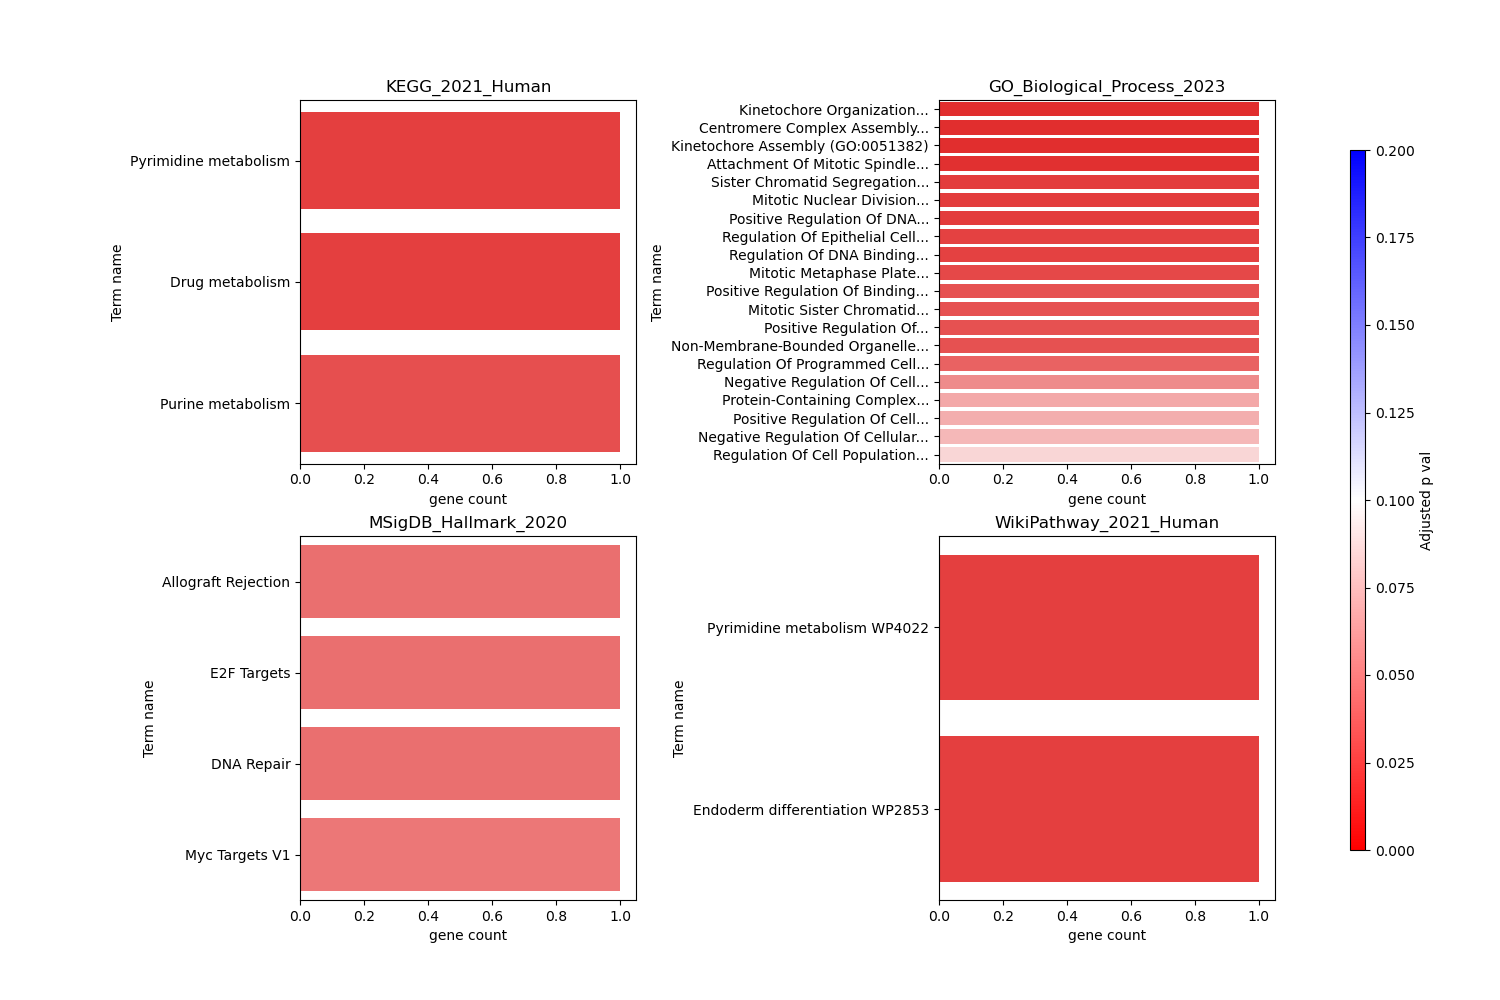 KEGG_2021_Human
Term name
Pyrimidine metabolism
Drug metabolism
Purine metabolism
0.0 0.2 0.4 0.6 0.8 1.0
gene count
GO_Biological_Process_2023
Term name
Kinetochore Organization...
Centromere Complex Assembly...
Kinetochore Assembly (GO:0051382)
Attachment Of Mitotic Spindle...
Sister Chromatid Segregation...
Mitotic Nuclear Division...
Positive Regulation Of DNA...
Regulation Of Epithelial Cell...
Regulation Of DNA Binding...
Mitotic Metaphase Plate...
Positive Regulation Of Binding...
Mitotic Sister Chromatid...
Positive Regulation Of...
Non-Membrane-Bounded Organelle...
Regulation Of Programmed Cell...
Negative Regulation Of Cell...
Protein-Containing Complex...
Positive Regulation Of Cell...
Negative Regulation Of Cellular...
Regulation Of Cell Population...
0.0 0.2 0.4 0.6 0.8 1.0
gene count
MSigDB_Hallmark_2020
Term name
Allograft Rejection
E2F Targets
DNA Repair
Myc Targets V1
0.0 0.2 0.4 0.6 0.8 1.0
gene count
WikiPathway_2021_Human
Term name
Pyrimidine metabolism WP4022
Endoderm differentiation WP2853
0.0 0.2 0.4 0.6 0.8 1.0
gene count
0.200
0.175
0.150
0.125
0.100
0.075
0.050
0.025
0.000
Adjusted p val